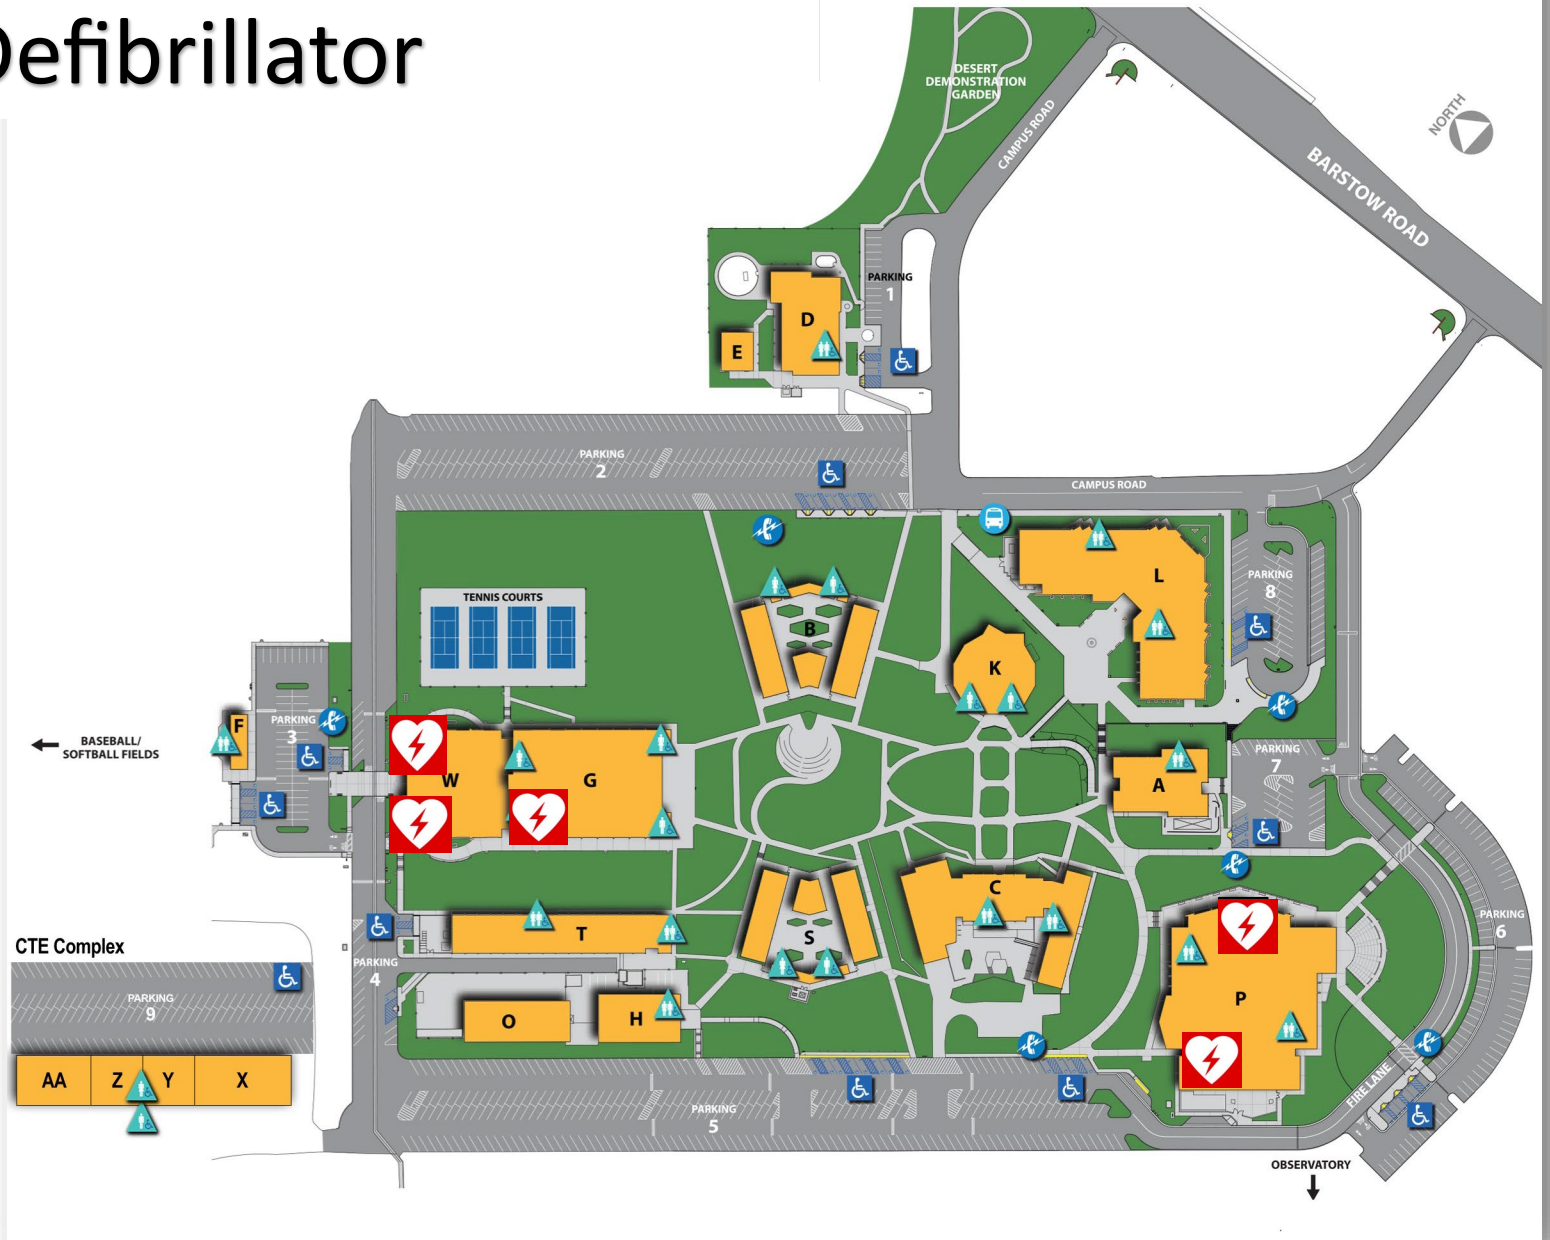 Defibrillator
DESERT
DEMONSTRATION
GARDEN
CAMPUS ROAD
NORTH
BARSTOW ROAD
PARKING
1
D
E
PARKING
2
CAMPUS ROAD
TENNIS COURTS
B
L
PARKING
8
K
F
PARKING
3
BASEBALL/
SOFTBALL FIELDS
W
G
A
PARKING
7
C
T
S
PARKING
6
CTE Complex
PARKING
4
PARKING
9
O
H
P
AA
Z
Y
X
PARKING
5
FIRE LANE
OBSERVATORY